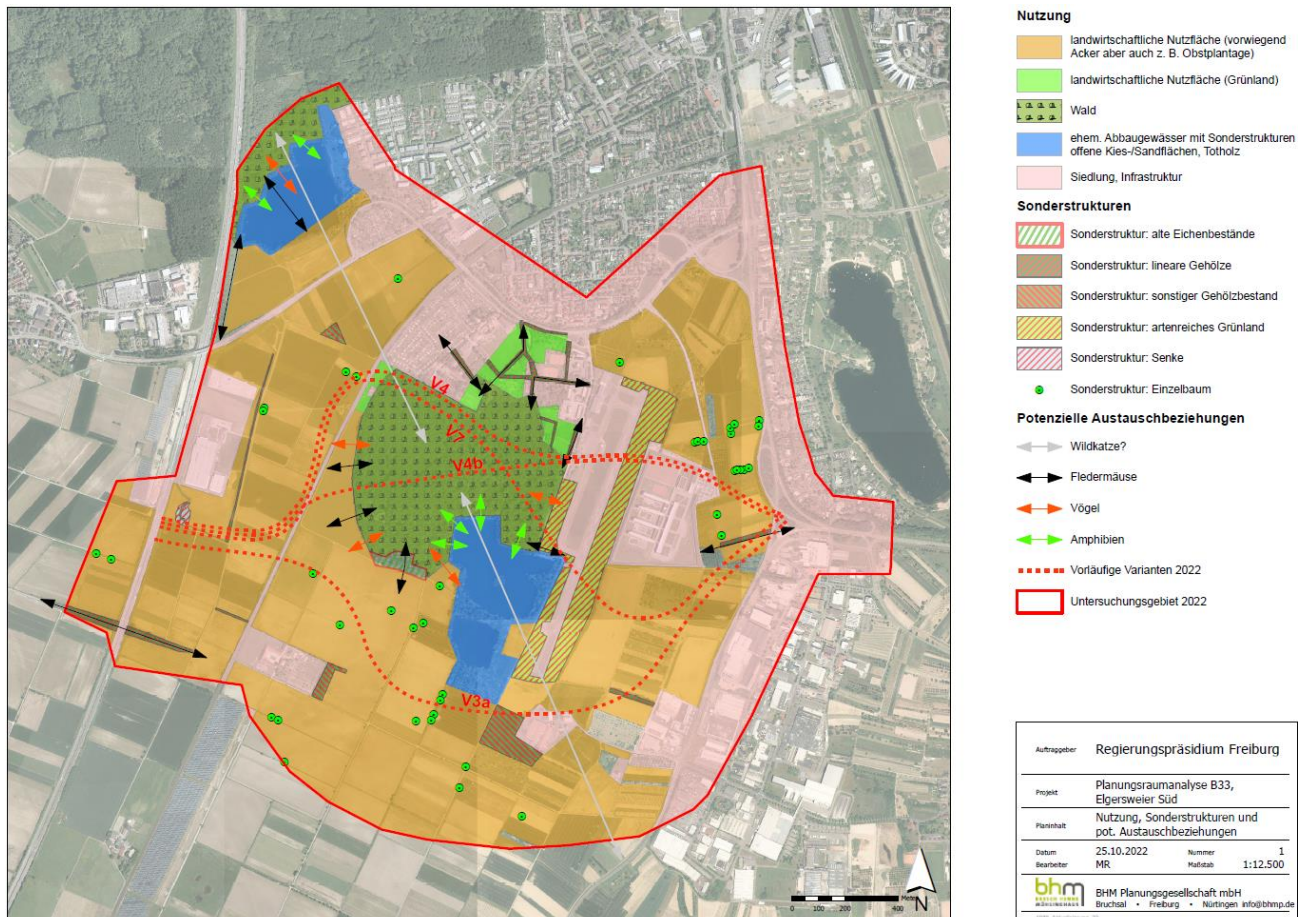 V4
V7
V4b
V3a
0 100 200 400
N
Nutzung
landwirtschaftliche Nutzfläche (vorwiegend
Acker aber auch z. B. Obstplantage)
landwirtschaftliche Nutzfläche (Grünland)
Wald
ehem. Abbaugewässer mit Sonderstrukturen
offene Kies-/Sandflächen, Totholz
Siedlung, Infrastruktur
Sonderstrukturen
Sonderstruktur: alte Eichenbestände
Sonderstruktur: lineare Gehölze
Sonderstruktur: sonstiger Gehölzbestand
Sonderstruktur: artenreiches Grünland
Sonderstruktur: Senke
Sonderstruktur: Einzelbaum
Potenzielle Austauschbeziehungen
Wildkatze?
Fledermäuse
Vögel
Amphibien
Vorläufige Varianten 2022
Untersuchungsgebiet 2022
Auftraggeber Regierungspräsidium Freiburg
Projekt Planungsraumanalyse B33,
Elgersweier Süd
Planinhalt Nutzung, Sonderstrukturen und
pot. Austauschbeziehungen
Datum 25.10.2022 Nummer 1
Bearbeiter MR Maßstab 1:12.500
bhm
BHM Planungsgesellschaft mbH
Bruchsal • Freiburg • Nürtingen info@bhmp.de